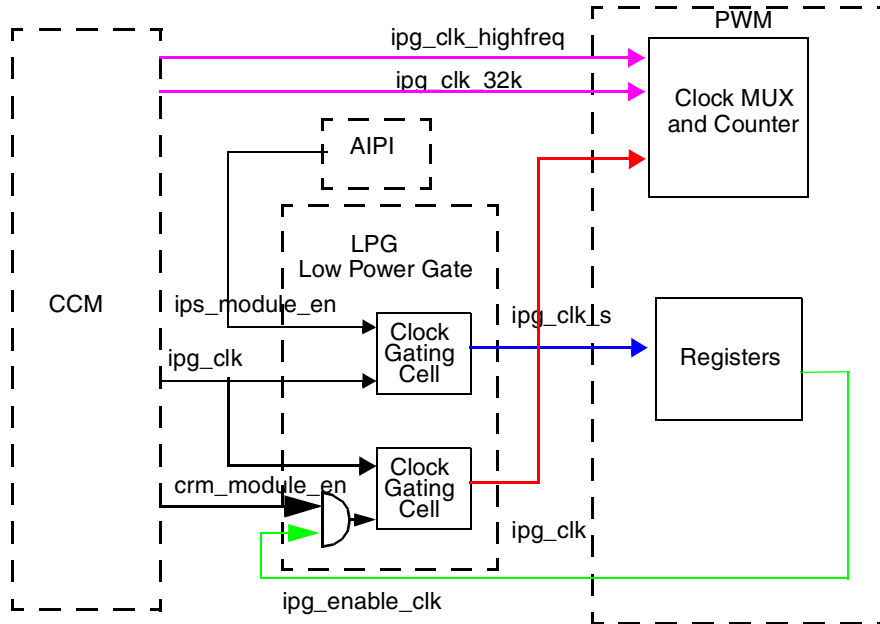 PWM
ipg_clk_highfreq
ipg_clk_32k
Clock MUX
and Counter
AIPI
LPG
Low Power Gate
CCM
ips_module_en
ipg_clk_s
Clock
Gating
Cell
ipg_clk
Registers
Clock
Gating
Cell
crm_module_en
ipg_clk
ipg_enable_clk